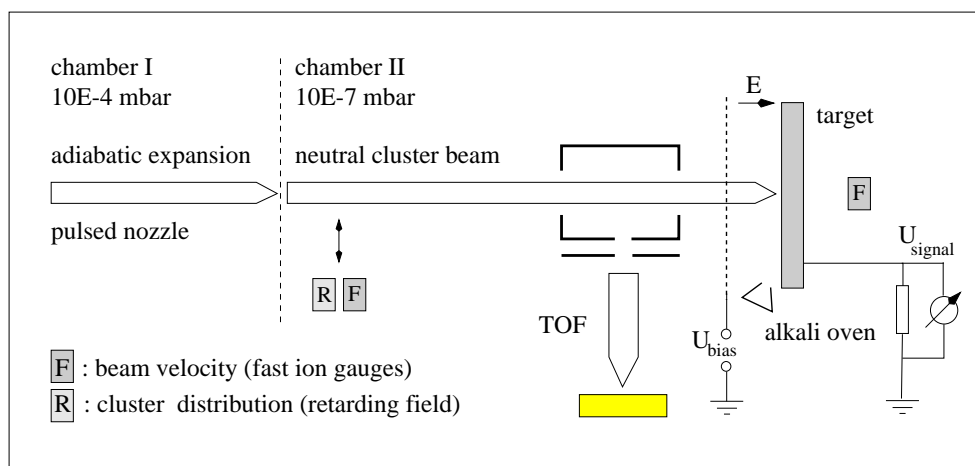 chamber I
10E-4 mbar
chamber II
10E-7 mbar
E
target
adiabatic expansion
neutral cluster beam
F
pulsed nozzle
U signal
R F
TOF
alkali oven
U bias
F : beam velocity (fast ion gauges)
R : cluster distribution (retarding field)